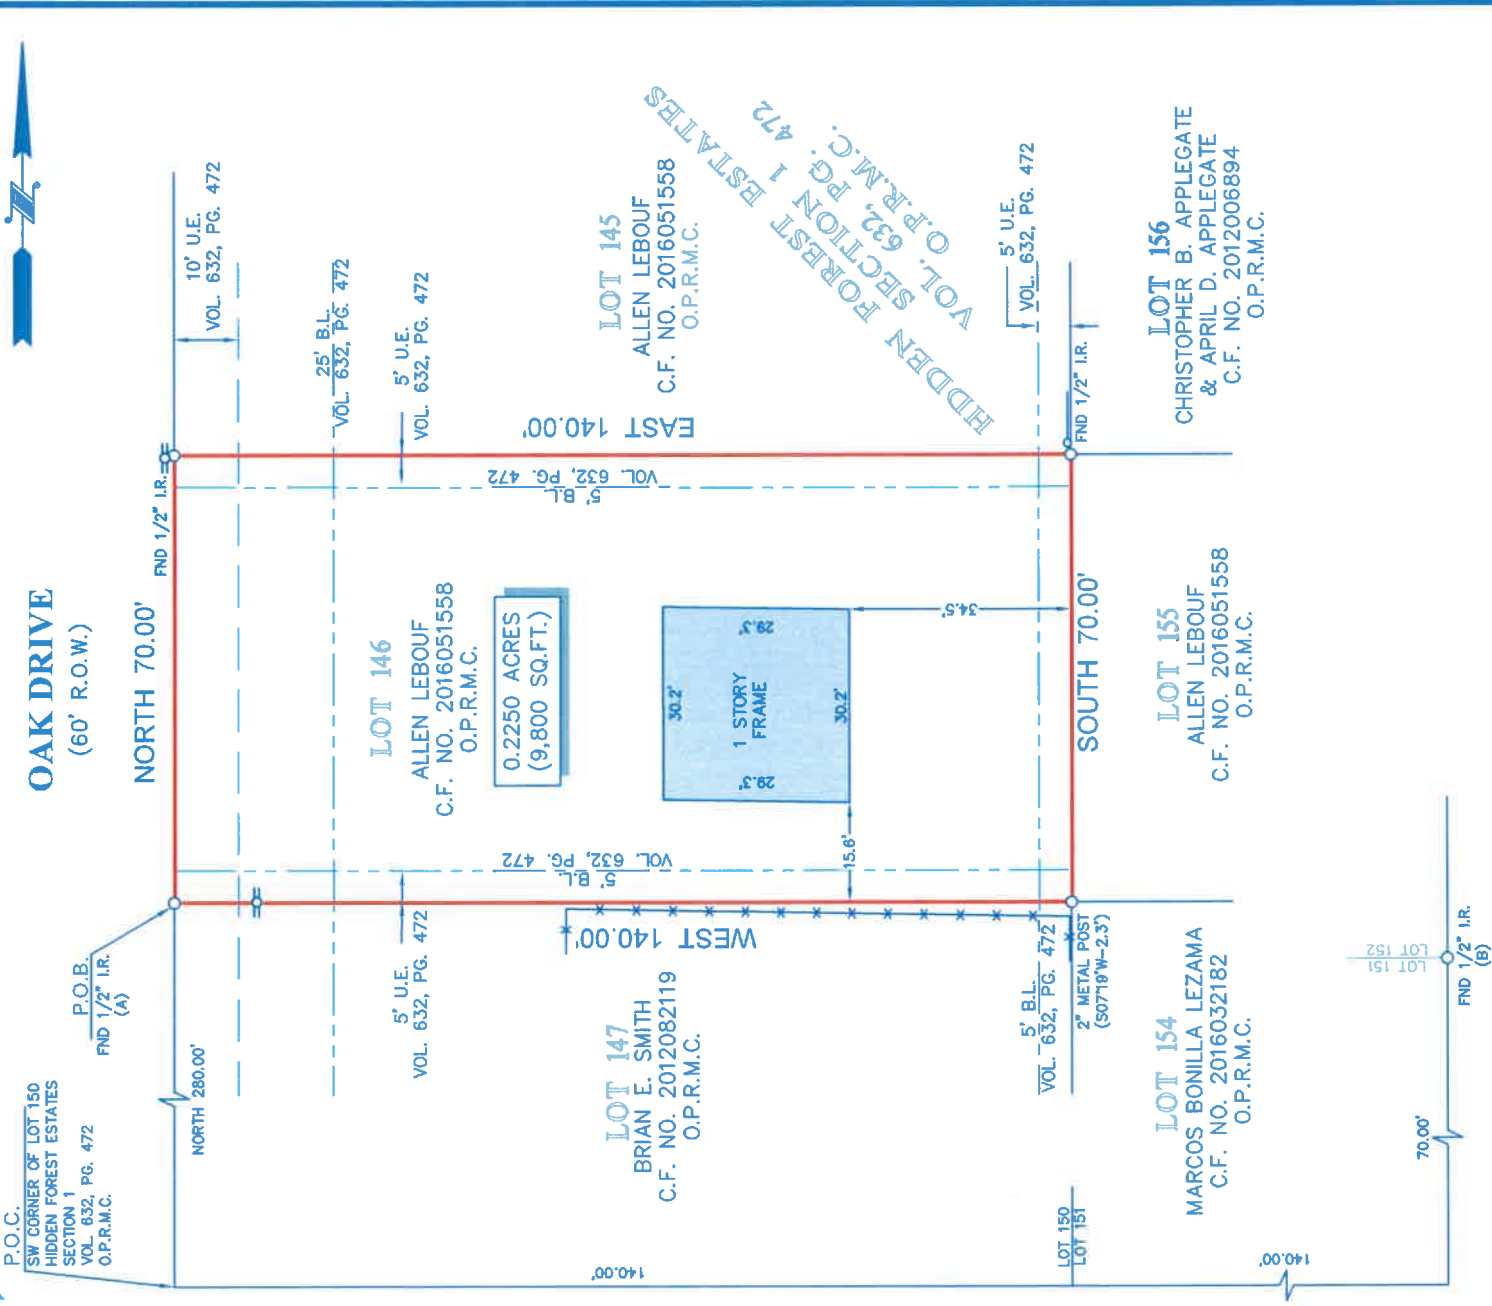 P.O.C.
SW CORNER OF LOT 150
HIDDEN FOREST ESTATES
SECTION 1
VOL. 632, PG. 472
O.P.R.M.C.
P.O.B.
FND 1/2" I.R.
(A)
NORTH 280.00'
OAK DRIVE
(60' R.O.W.)
NORTH 70.00'
FND 1/2" I.R.
N
10' U.E.
VOL. 632, PG. 472
25' B.L.
VOL. 632, PG. 472
5' U.E.
VOL. 632, PG. 472
EAST 140.00'
5' B.L.
VOL. 632, PG. 472
LOT 145
ALLEN LEBOUF
C.F. NO. 2016051558
O.P.R.M.C.
HIDDEN FOREST ESTATES
SECTION 1
VOL. 632, PG. 472
O.P.R.M.C.
LOT 146
ALLEN LEBOUF
C.F. NO. 2016051558
O.P.R.M.C.
0.2250 ACRES
(9,800 SQ.FT.)
30.2'
29.3'
1 STORY
FRAME
29.3'
30.2'
34.5'
15.6'
5' B.L.
VOL. 632, PG. 472
5' U.E.
VOL. 632, PG. 472
WEST 140.00'
LOT 147
BRIAN E. SMITH
C.F. NO. 2012082119
O.P.R.M.C.
140.00'
5' B.L.
VOL. 632, PG. 472
2" METAL POST
(S07°19'W-2.3')
SOUTH 70.00'
5' U.E.
VOL. 632, PG. 472
FND 1/2" I.R.
LOT 150
LOT 151
LOT 154
MARCOS BONILLA LEZAMA
C.F. NO. 2016032182
O.P.R.M.C.
LOT 155
ALLEN LEBOUF
C.F. NO. 2016051558
O.P.R.M.C.
LOT 156
CHRISTOPHER B. APPLEGATE
& APRIL D. APPLEGATE
C.F. NO. 2012006894
O.P.R.M.C.
140.00'
70.00'
LOT 151
LOT 152
FND 1/2" I.R.
(B)